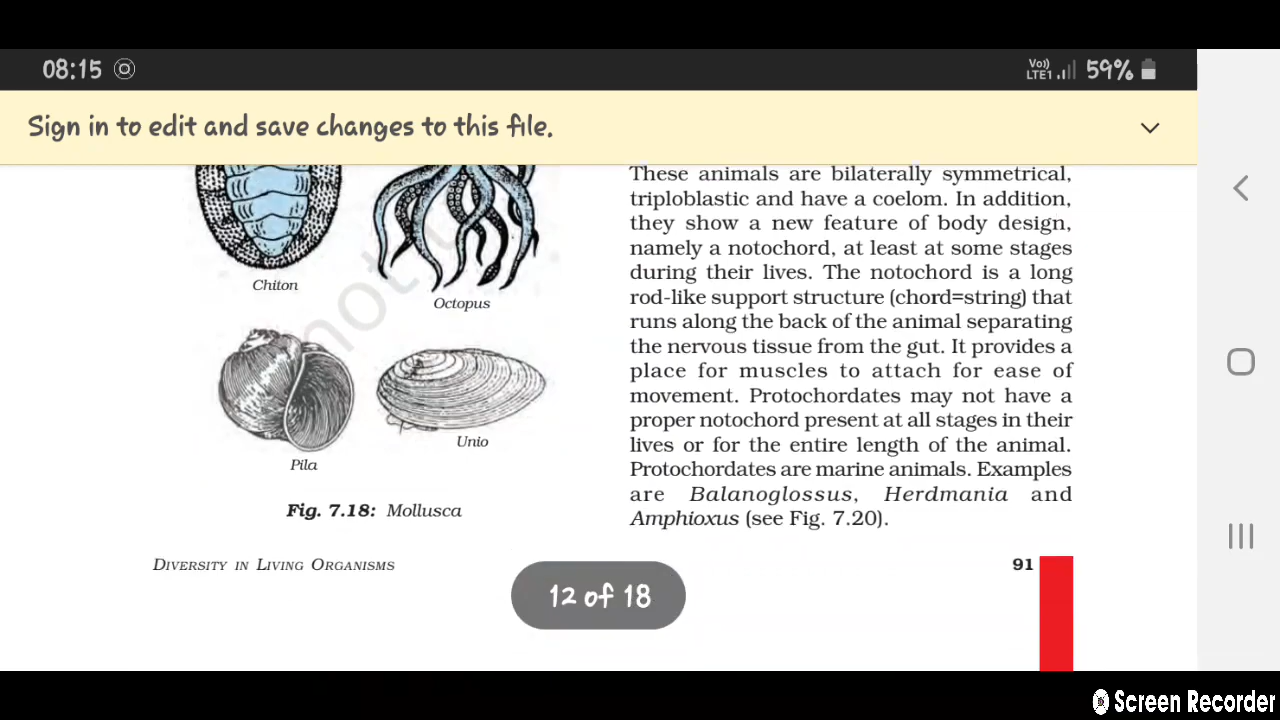 08:15
Vo))
LTE1
59%
Sign in to edit and save changes to this file.
Chiton
Octopus
Pila
Unio
Fig. 7.18: Mollusca
These animals are bilaterally symmetrical,
triploblastic and have a coelom. In addition,
they show a new feature of body design,
namely a notochord, at least at some stages
during their lives. The notochord is a long
rod-like support structure (chord=string) that
runs along the back of the animal separating
the nervous tissue from the gut. It provides a
place for muscles to attach for ease of
movement. Protochordates may not have a
proper notochord present at all stages in their
lives or for the entire length of the animal.
Protochordates are marine animals. Examples
are Balanoglossus, Herdmania and
Amphioxus (see Fig. 7.20).
DIVERSITY IN LIVING ORGANISMS
91
12 of 18
Screen Recorder